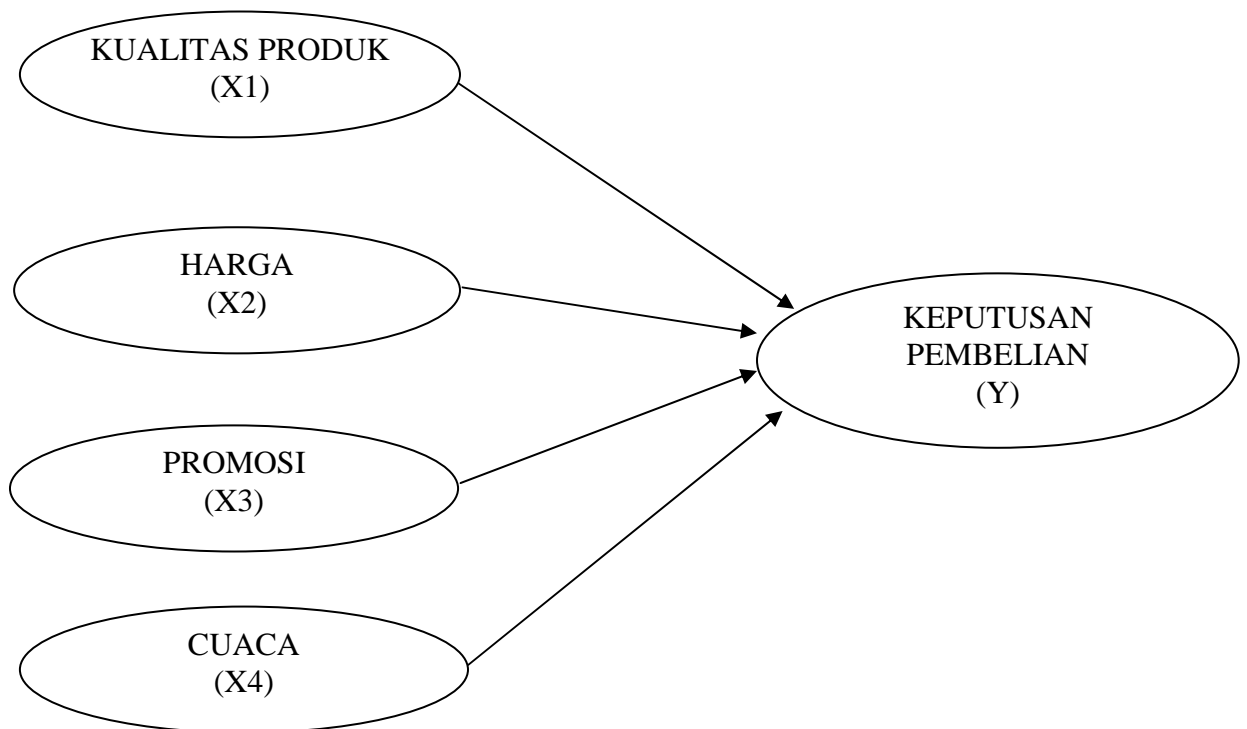 KUALITAS PRODUK
(X1)
HARGA
(X2)
KEPUTUSAN
PEMBELIAN
(Y)
PROMOSI
(X3)
CUACA
(X4)